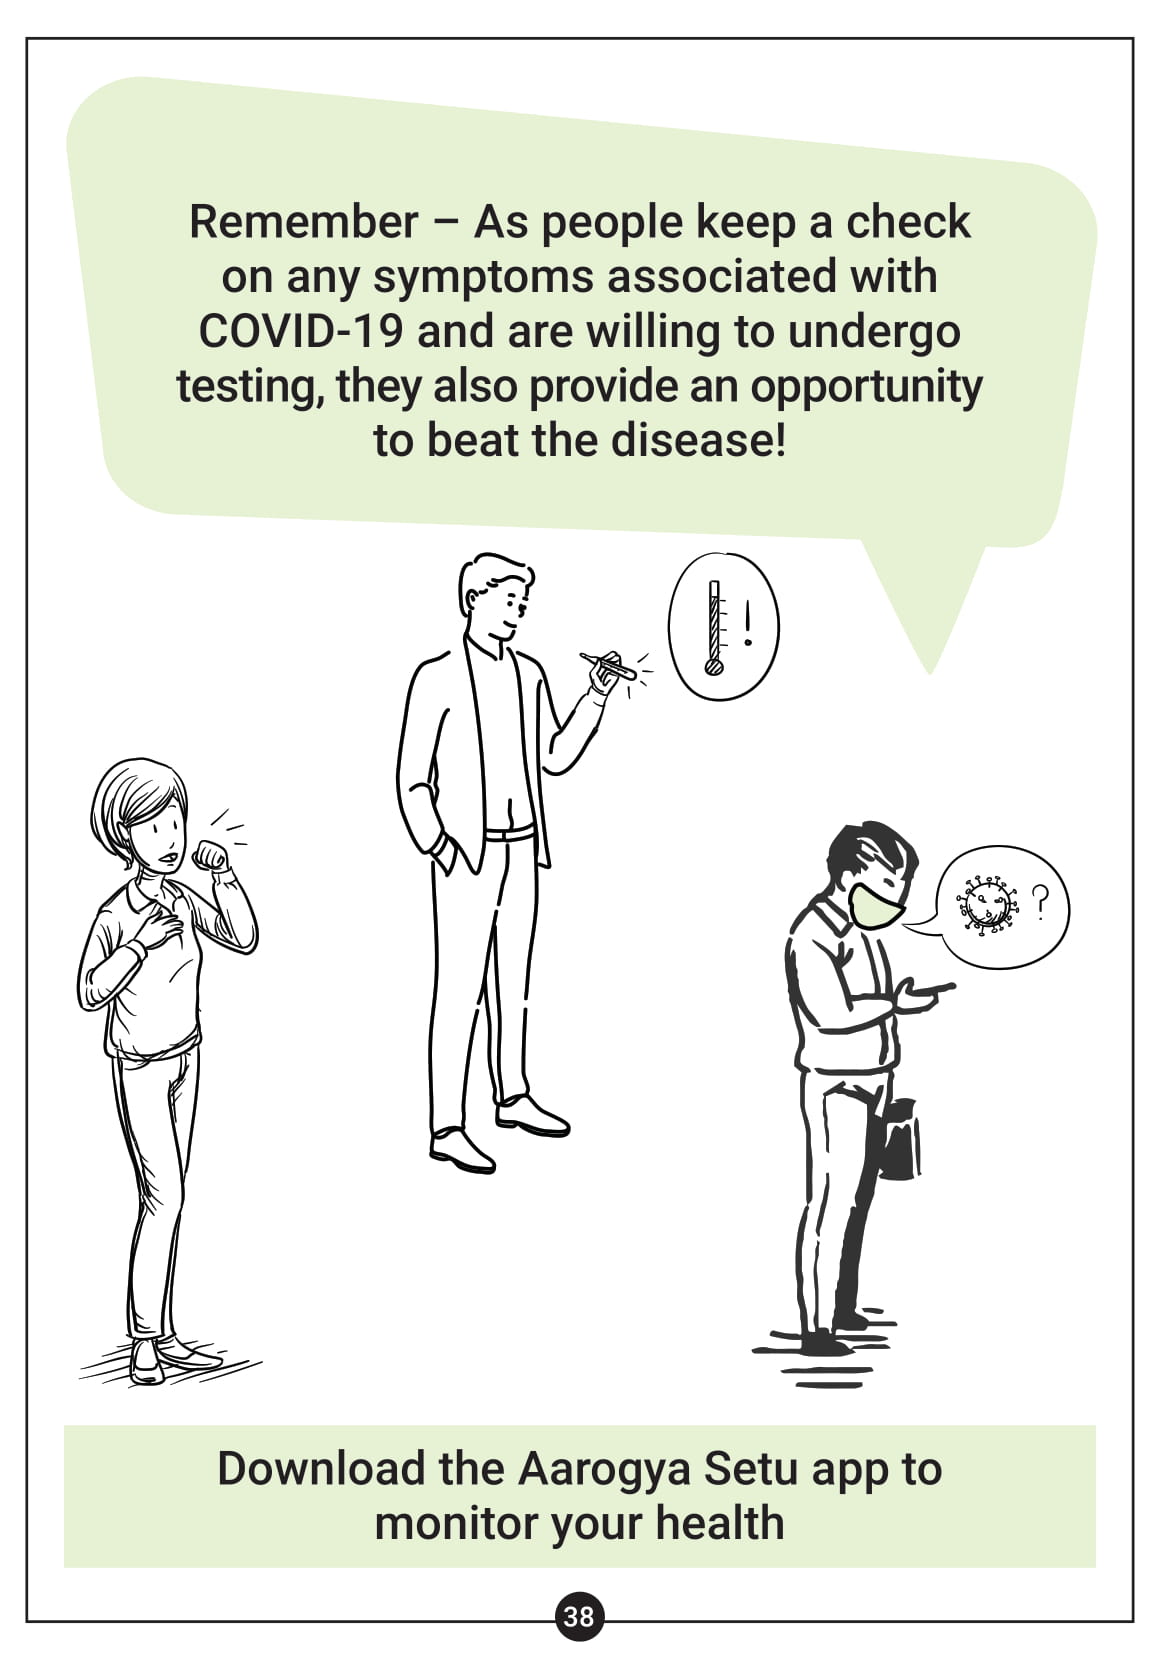 Remember – As people keep a check
on any symptoms associated with
COVID-19 and are willing to undergo
testing, they also provide an opportunity
to beat the disease!
!
?
Download the Aarogya Setu app to
monitor your health
38